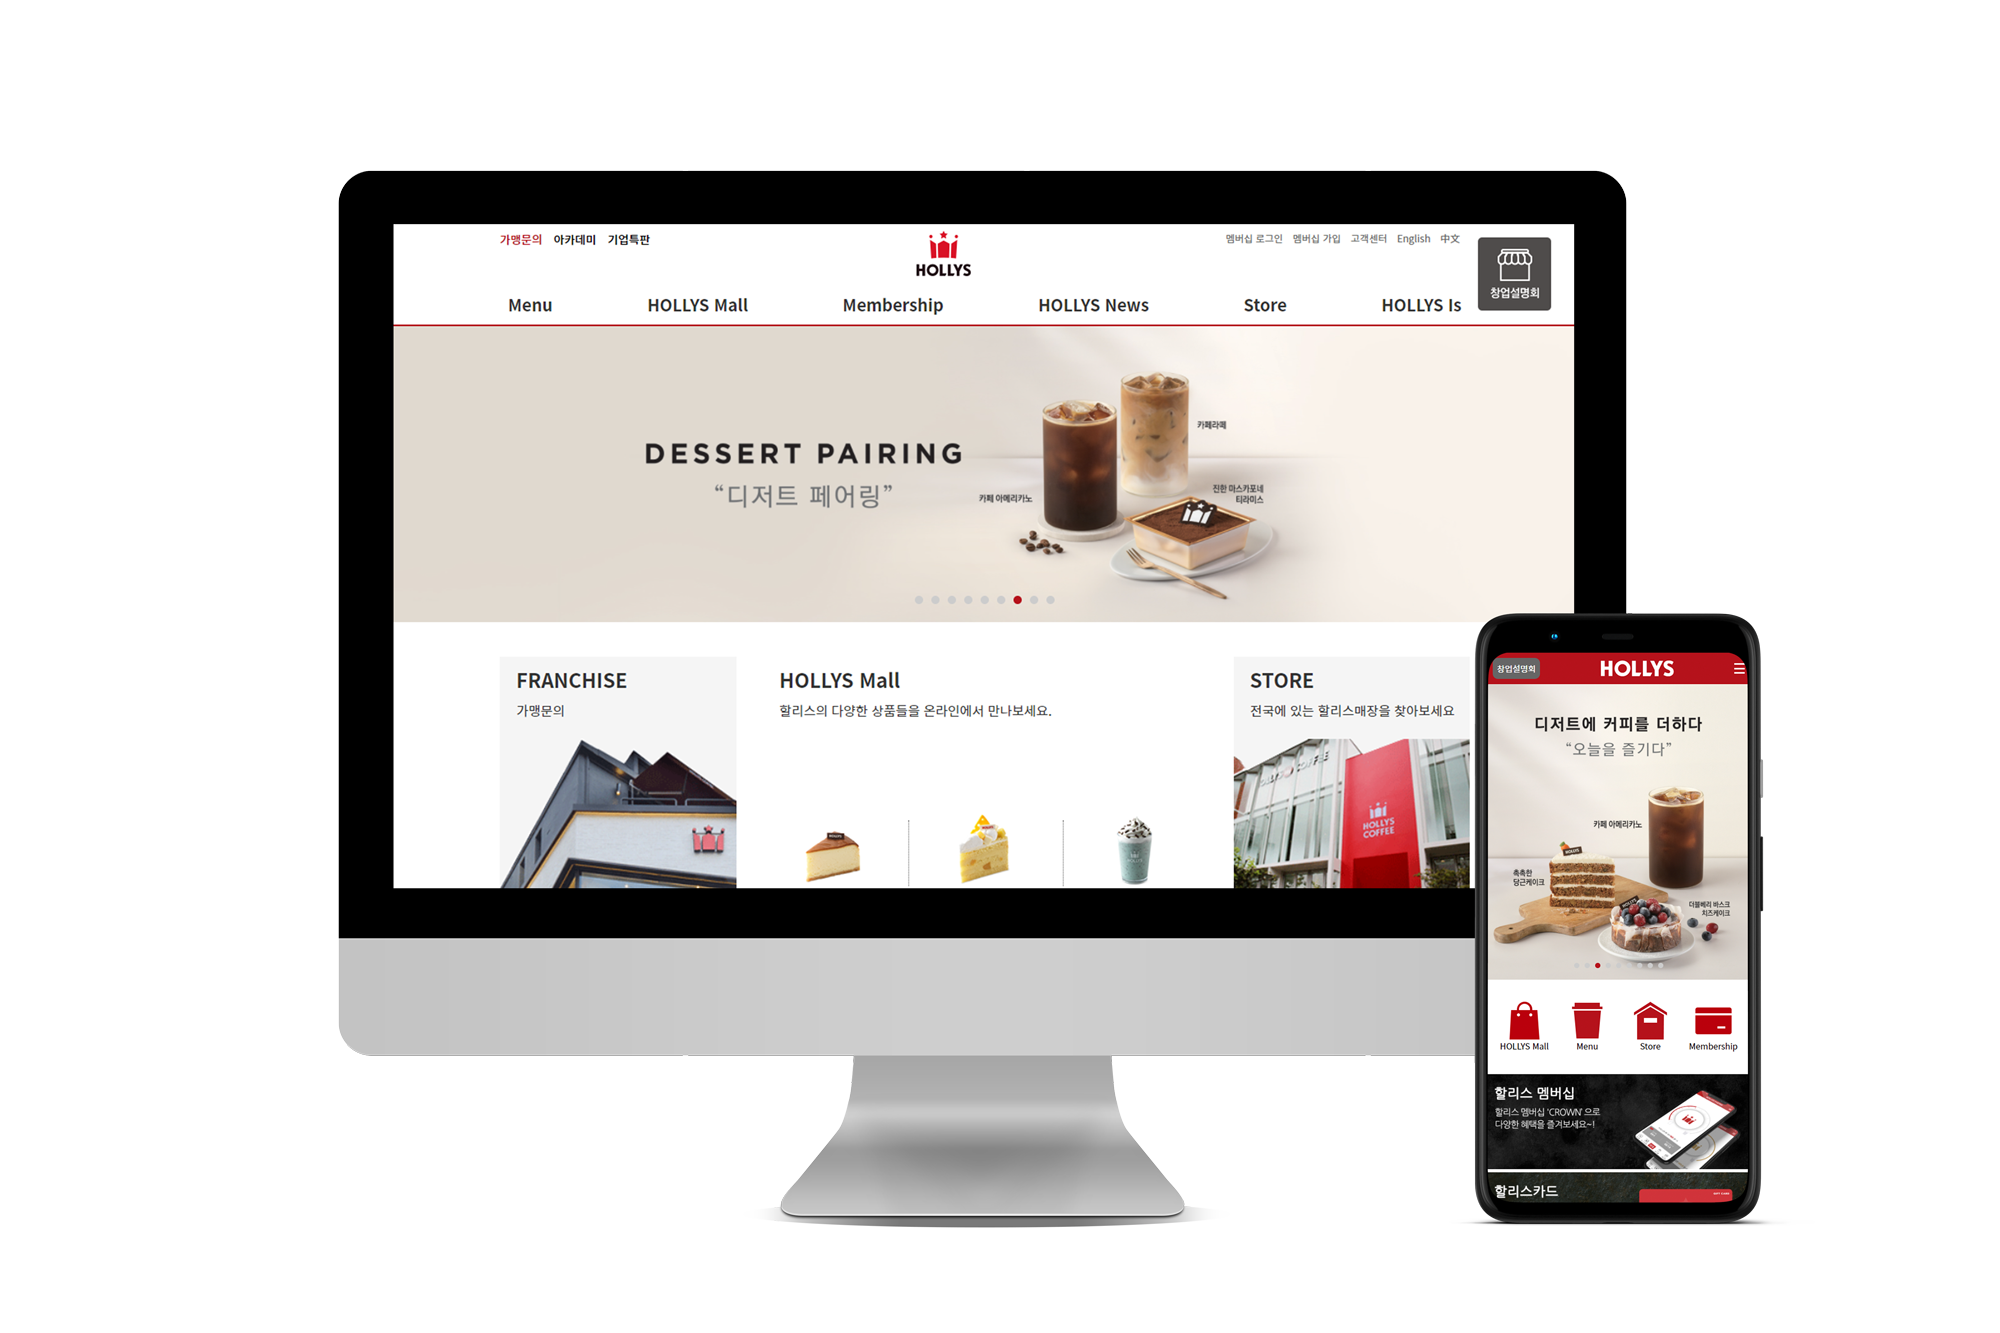 가맹문의 아카데미 기업특판
HOLLYS
멤버십 로그인 멤버십 가입 고객센터 English 中文
창업설명회
Menu HOLLYS Mall Membership HOLLYS News Store HOLLYS Is
DESSERT PAIRING
“디저트 페어링”
카페라떼
카페 아메리카노
진한 마스카포네
티라미스
FRANCHISE
가맹문의
HOLLYS Mall
할리스의 다양한 상품들을 온라인에서 만나보세요.
STORE
전국에 있는 할리스매장을 찾아보세요
HOLLYS
COFFEE
창업설명회
HOLLYS
디저트에 커피를 더하다
“오늘을 즐기다”
카페 아메리카노
촉촉한
당근케이크
더블베리 바스크
치즈케이크
HOLLYS Mall Menu Store Membership
할리스 멤버십
할리스 멤버십 'CROWN' 으로
다양한 혜택을 즐겨보세요~!
할리스카드